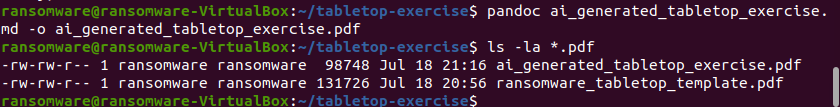 ransomware@ransomware-VirtualBox:~/tabletop-exercise$ pandoc ai_generated_tabletop_exercise.
md -o ai_generated_tabletop_exercise.pdf
ransomware@ransomware-VirtualBox:~/tabletop-exercise$ ls -la *.pdf
-rw-rw-r-- 1 ransomware ransomware  98748 Jul 18 21:16 ai_generated_tabletop_exercise.pdf
-rw-rw-r-- 1 ransomware ransomware 131726 Jul 18 20:56 ransomware_tabletop_template.pdf
ransomware@ransomware-VirtualBox:~/tabletop-exercise$